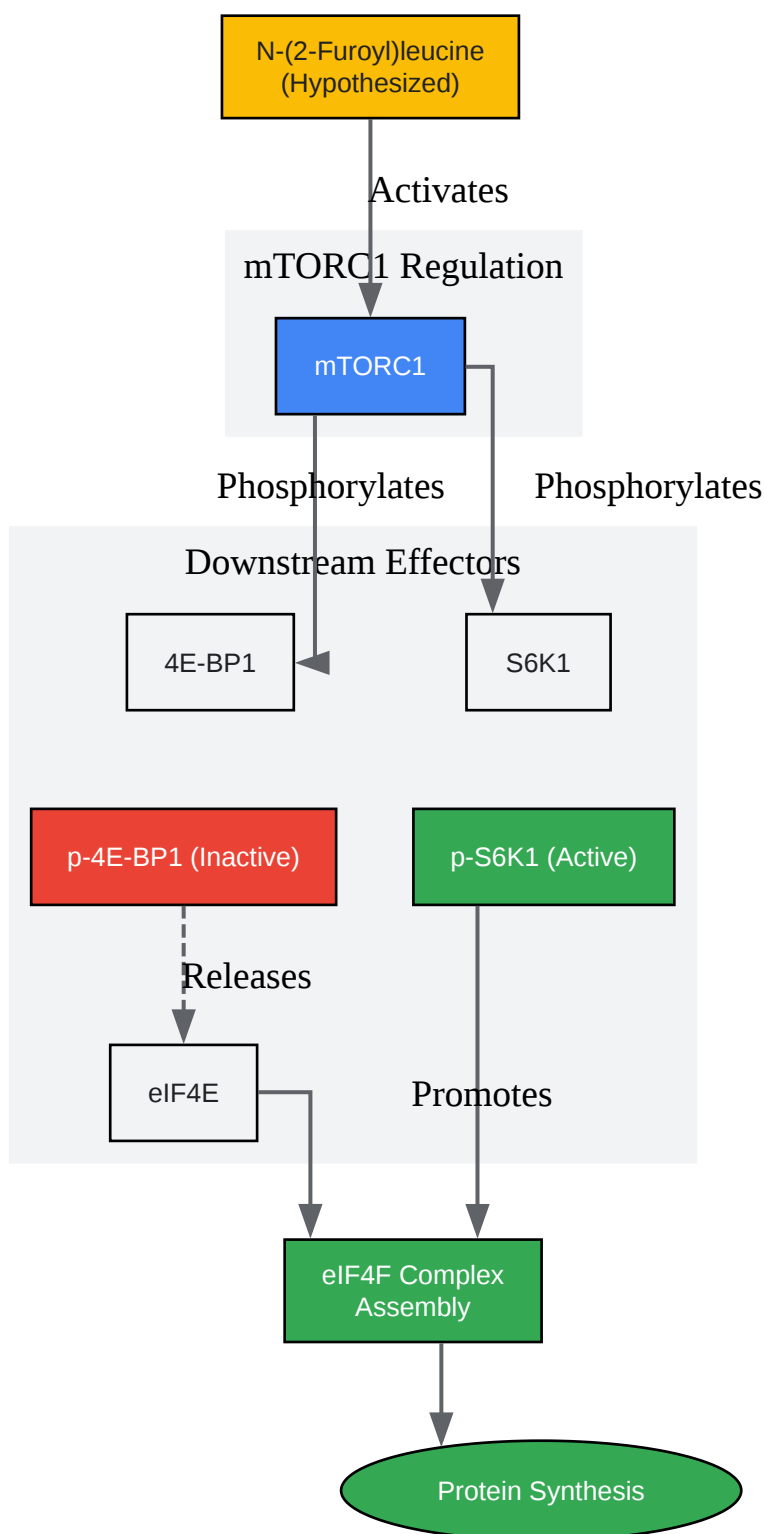 N-(2-Furoyl)leucine
(Hypothesized)
Activates
mTORC1 Regulation
mTORC1
Phosphorylates
Phosphorylates
Downstream Effectors
4E-BP1
S6K1
p-4E-BP1 (Inactive)
p-S6K1 (Active)
Releases
eIF4E
Promotes
eIF4F Complex
Assembly
Protein Synthesis